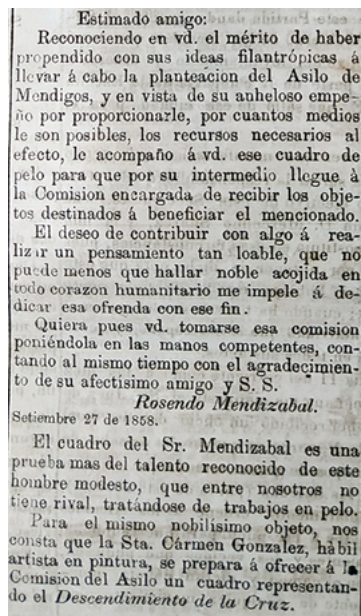 Estimado amigo:
Reconociendo en vd. el mérito de haber
propendido con sus ideas filantrópicas á
llevar á cabo la planteacion del Asilo de
Mendigos, y en vista de su anheloso empe-
ño por proporcionarle, por cuantos medios
le son posibles, los recursos necesarios al
efecto, le acompaño á vd. ese cuadro de
pelo para que por su intermedio llegue à
la Comision encargada de recibir los obje-
tos destinados á beneficiar el mencionado.
El deseo de contribuir con algo á rea-
lizar un pensamiento tan loable, que no
puede menos que hallar noble acojida en
todo corazon humanitario me impele á de-
dicar esa ofrenda con ese fin.
Quiera pues vd. tomarse esa comision
poniéndola en las manos competentes, con-
tando al mismo tiempo con el agradecimien-
to de su afectísimo amigo y S. S.
Rosendo Mendizabal.
Setiembre 27 de 1858.
El cuadro del Sr. Mendizabal es una
prueba mas del talento reconocido de este
hombre modesto, que entre nosotros no
tiene rival, tratándose de trabajos en pelo.
Para el mismo nobilísimo objeto, nos
consta que la Sta. Cármen Gonzalez, hábil
artista en pintura, se prepara á ofrecer á la
Comision del Asilo un cuadro representan-
do el Descendimiento de la Cruz.